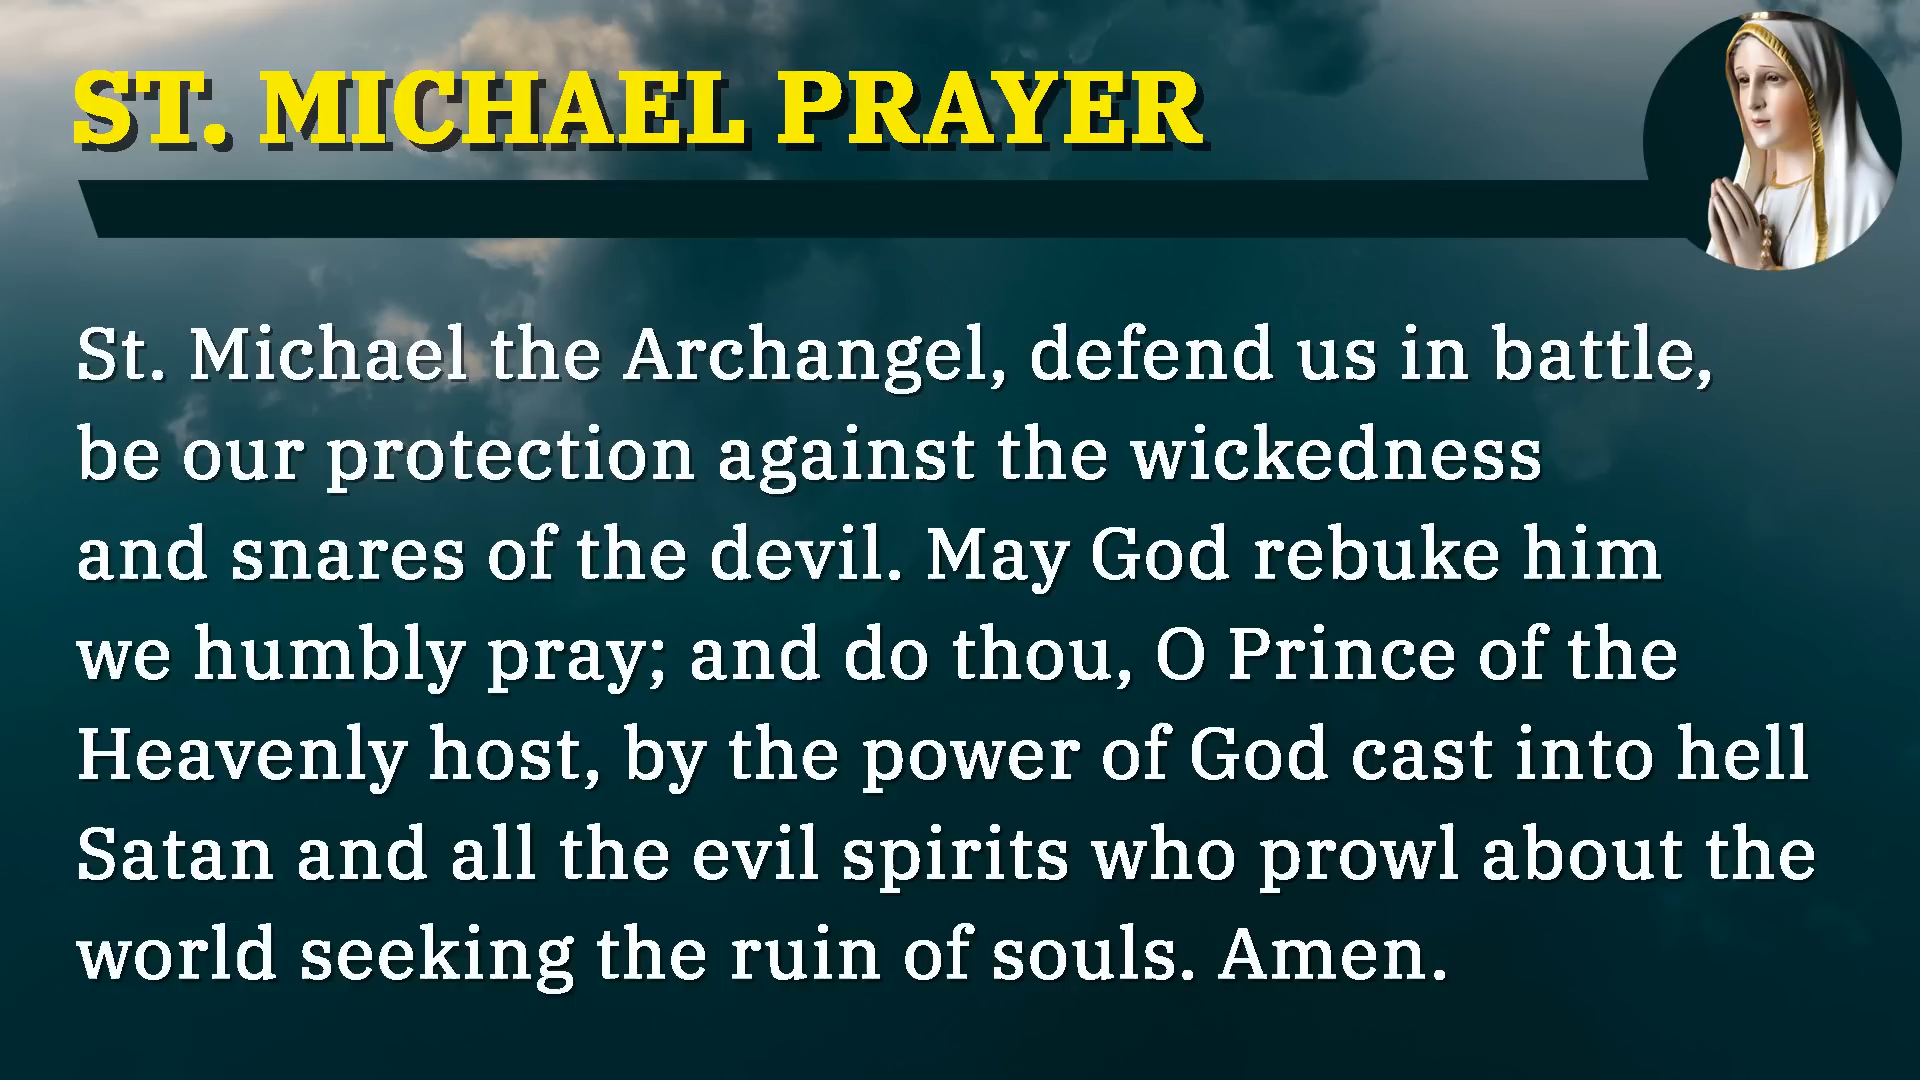 ST. MICHAEL PRAYER
St. Michael the Archangel, defend us in battle,
be our protection against the wickedness
and snares of the devil. May God rebuke him
we humbly pray; and do thou, O Prince of the
Heavenly host, by the power of God cast into hell
Satan and all the evil spirits who prowl about the
world seeking the ruin of souls. Amen.